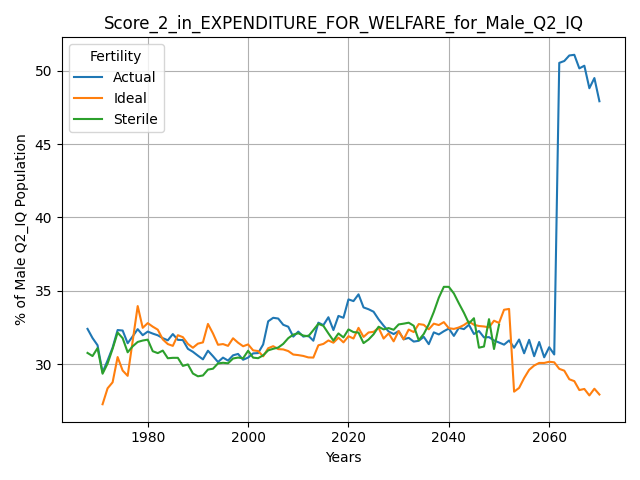 Score_2_in_EXPENDITURE_FOR_WELFARE_for_Male_Q2_IQ
Fertility
Actual
Ideal
Sterile
% of Male Q2_IQ Population
50
45
40
35
30
1980
2000
2020
2040
2060
Years